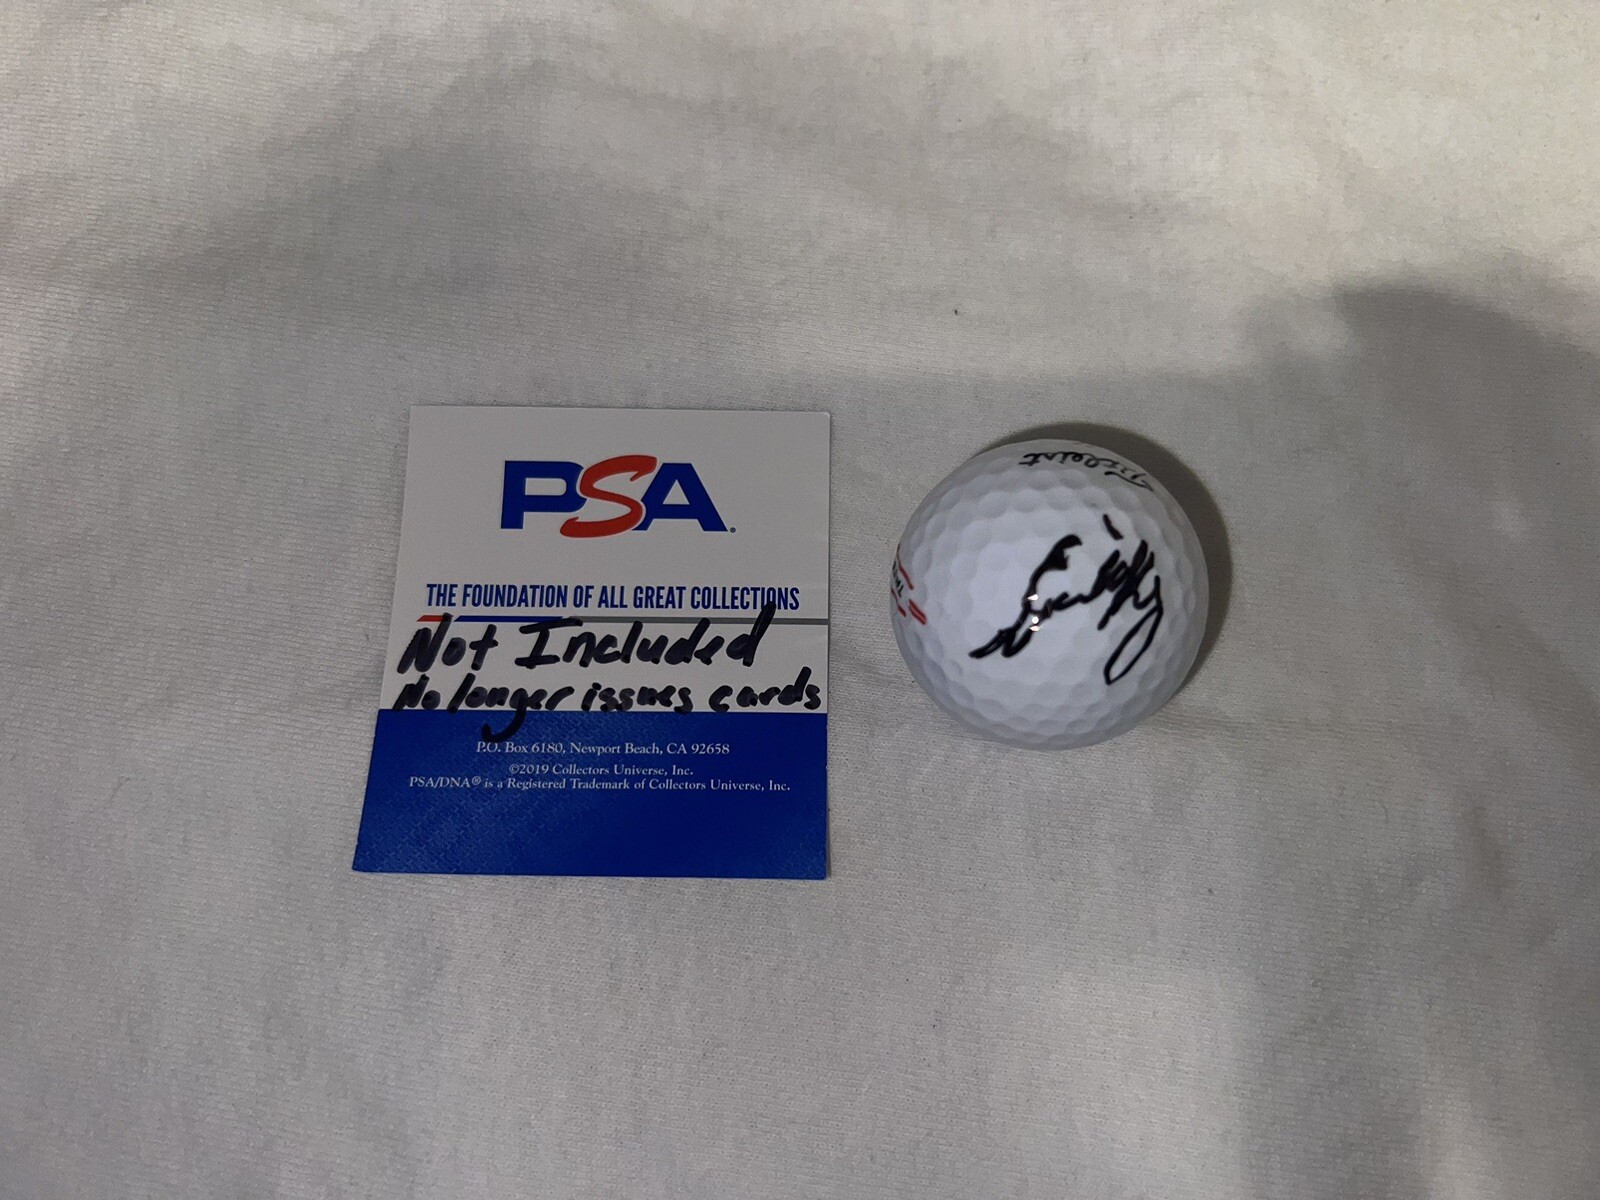 PSA
THE FOUNDATION OF ALL GREAT COLLECTIONS
Not Included
No longer issues cards
P.O. Box 6180, Newport Beach, CA 92658
©2019 Collectors Universe, Inc.
PSA/DNA® is a Registered Trademark of Collectors Universe, Inc.
Titleist